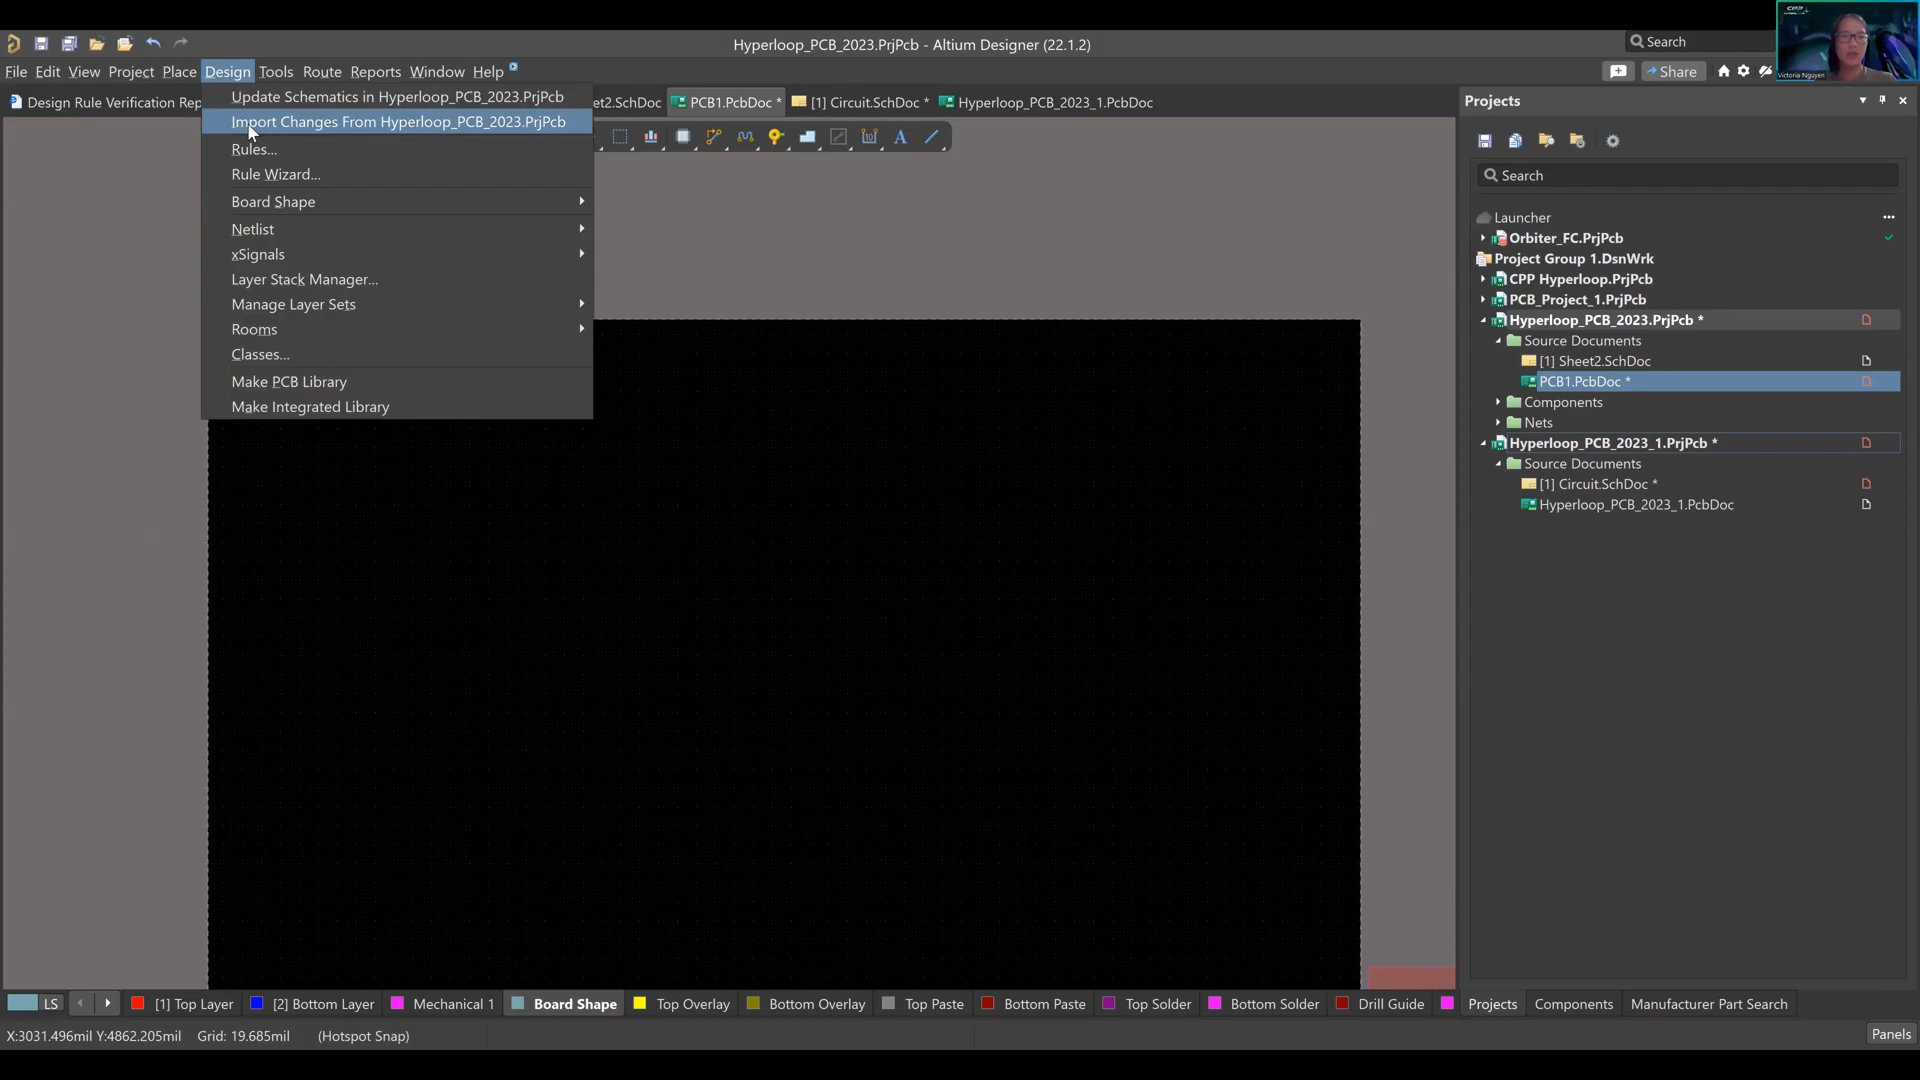 Hyperloop_PCB_2023.PrjPcb - Altium Designer (22.1.2)
Search
CPP
Victoria Nguyen
File Edit View Project Place Design Tools Route Reports Window Help
Share
Design Rule Verification Rep
et2.SchDoc
PCB1.PcbDoc *
[1] Circuit.SchDoc *
Hyperloop_PCB_2023_1.PcbDoc
Update Schematics in Hyperloop_PCB_2023.PrjPcb
Import Changes From Hyperloop_PCB_2023.PrjPcb
Rules...
Rule Wizard...
Board Shape
Netlist
xSignals
Layer Stack Manager...
Manage Layer Sets
Rooms
Classes...
Make PCB Library
Make Integrated Library
Projects
Search
Launcher
Orbiter_FC.PrjPcb
Project Group 1.DsnWrk
CPP Hyperloop.PrjPcb
PCB_Project_1.PrjPcb
Hyperloop_PCB_2023.PrjPcb *
Source Documents
[1] Sheet2.SchDoc
PCB1.PcbDoc *
Components
Nets
Hyperloop_PCB_2023_1.PrjPcb *
Source Documents
[1] Circuit.SchDoc *
Hyperloop_PCB_2023_1.PcbDoc
LS [1] Top Layer [2] Bottom Layer Mechanical 1 Board Shape Top Overlay Bottom Overlay Top Paste Bottom Paste Top Solder Bottom Solder Drill Guide
Projects Components Manufacturer Part Search
X:3031.496mil Y:4862.205mil Grid: 19.685mil (Hotspot Snap)
Panels